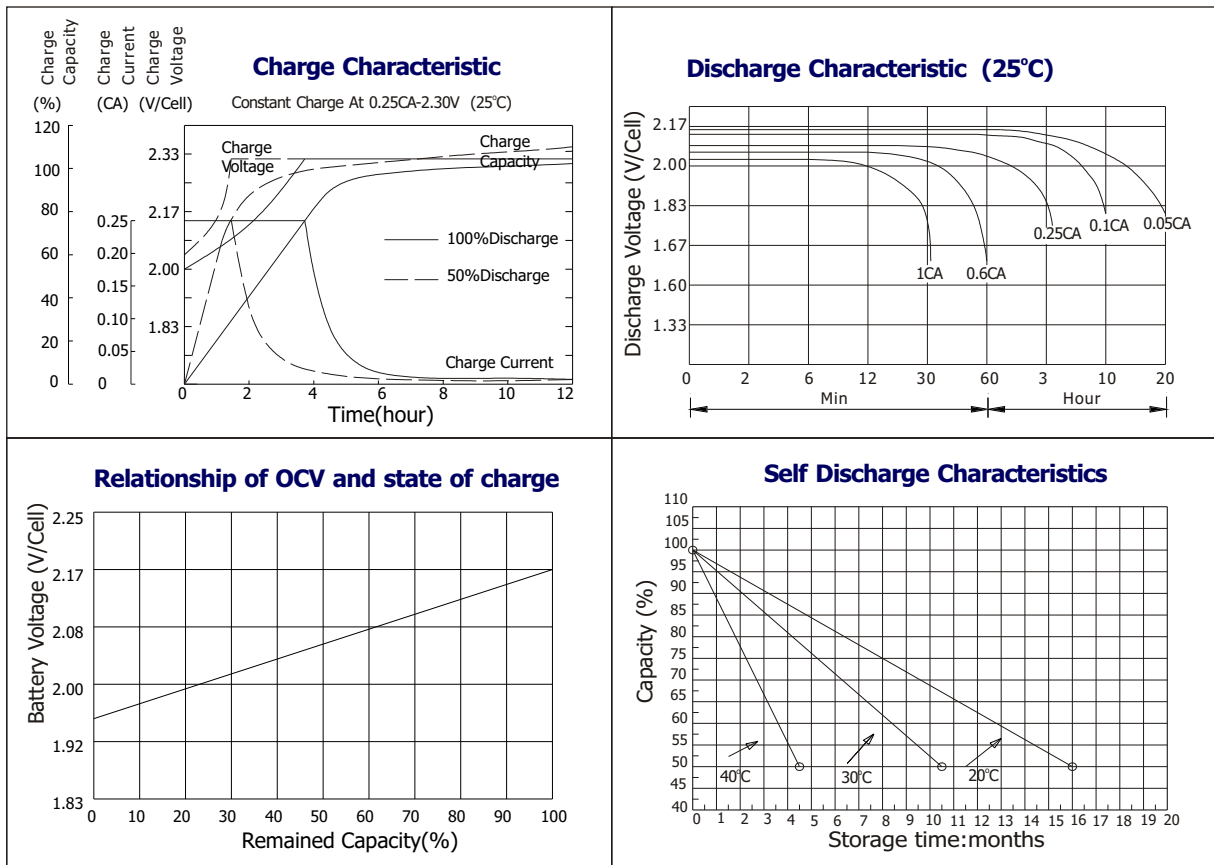 Charge Characteristic
Charge Capacity
Charge Current
Charge Voltage
(%) (CA) (V/Cell)
Constant Charge At 0.25CA-2.30V (25°C)
120
100
80
60
40
20
0
0.25
0.20
0.15
0.10
0.05
0
2.33
2.17
2.00
1.83
Charge Voltage
Charge Capacity
100%Discharge
50%Discharge
Charge Current
0 2 4 6 8 10 12
Time(hour)
Discharge Characteristic (25°C)
Discharge Voltage (V/Cell)
2.17
2.00
1.83
1.67
1.60
1.33
1CA
0.6CA
0.25CA
0.1CA
0.05CA
0 2 6 12 30 60 3 10 20
Min Hour
Relationship of OCV and state of charge
Battery Voltage (V/Cell)
2.25
2.17
2.08
2.00
1.92
1.83
0 10 20 30 40 50 60 70 80 90 100
Remained Capacity(%)
Self Discharge Characteristics
Capacity (%)
110
105
100
95
90
85
80
75
70
65
60
55
50
45
40
40°C
30°C
20°C
0 1 2 3 4 5 6 7 8 9 10 11 12 13 14 15 16 17 18 19 20
Storage time:months